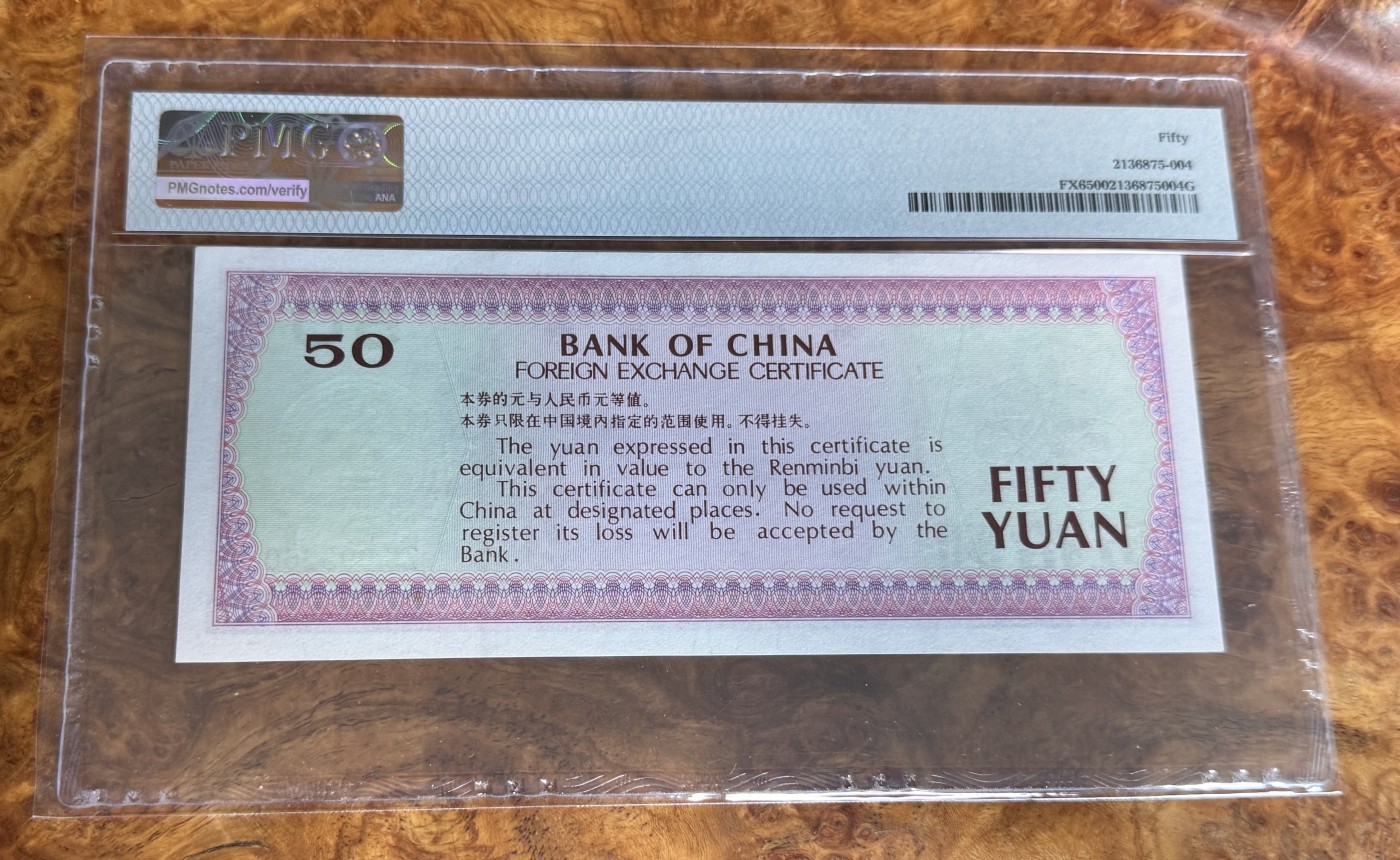 PMG
PAPER
PMGnotes.com/verify
ANA
Fifty
2136875-004
FX65002136875004G
50
BANK OF CHINA
FOREIGN EXCHANGE CERTIFICATE
本券的元与人民币元等值。
本券只限在中国境内指定的范围使用。不得挂失。
The yuan expressed in this certificate is
equivalent in value to the Renminbi yuan.
This certificate can only be used within
China at designated places. No request to
register its loss will be accepted by the
Bank.
FIFTY
YUAN